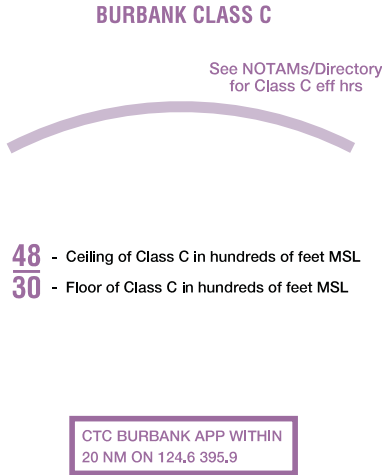 BURBANK CLASS C
See NOTAMs/Directory
for Class C eff hrs
48 - Ceiling of Class C in hundreds of feet MSL
30 - Floor of Class C in hundreds of feet MSL
CTC BURBANK APP WITHIN
20 NM ON 124.6 395.9